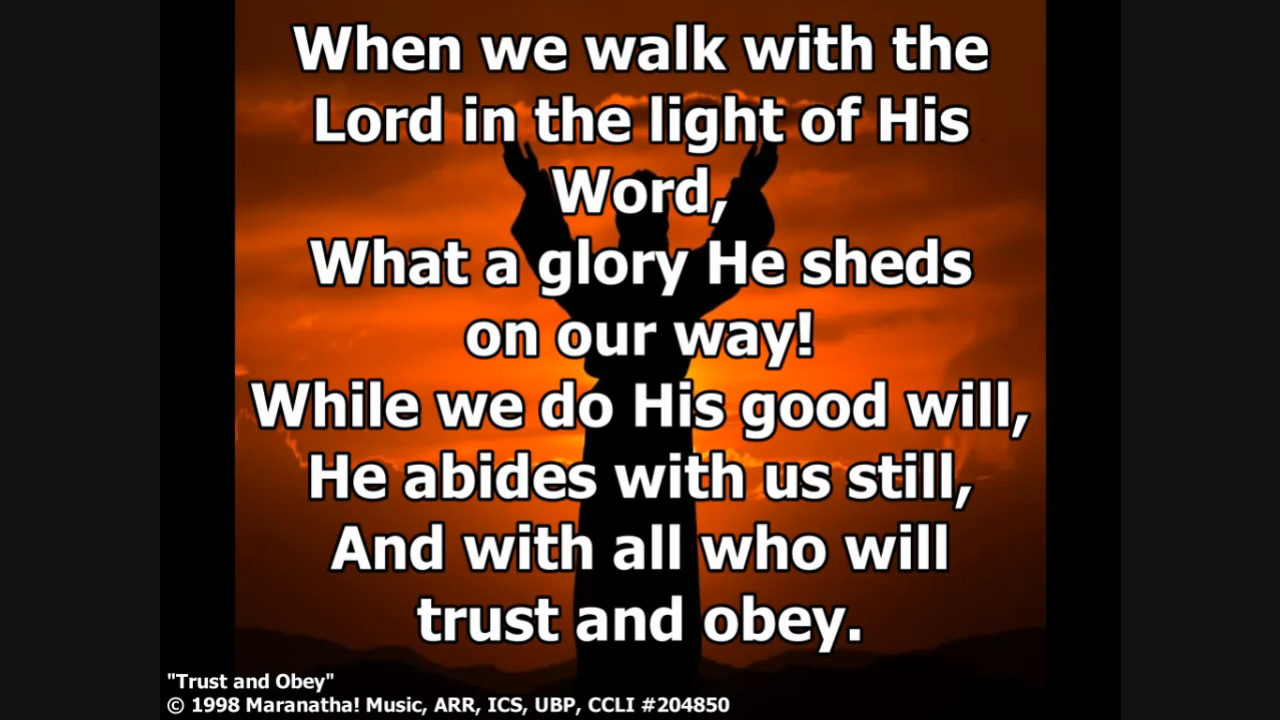 When we walk with the
Lord in the light of His
Word,
What a glory He sheds
on our way!
While we do His good will,
He abides with us still,
And with all who will
trust and obey.
"Trust and Obey"
© 1998 Maranatha! Music, ARR, ICS, UBP, CCLI #204850